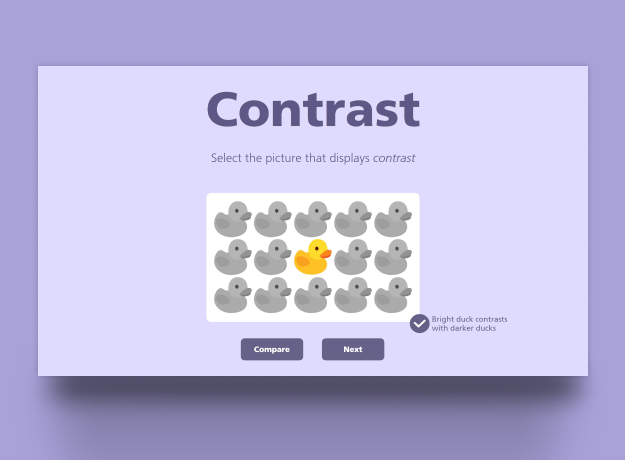 Contrast
Select the picture that displays contrast
Bright duck contrasts
with darker ducks
Compare
Next